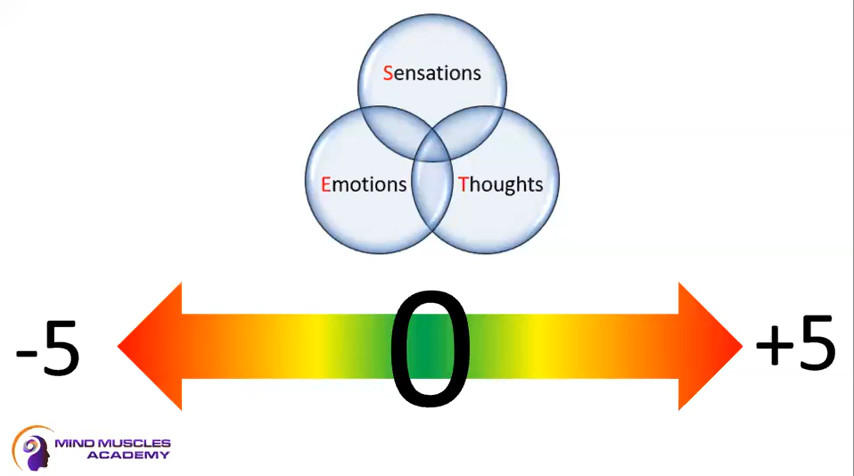 Sensations
Emotions
Thoughts
-5
0
+5
MIND MUSCLES
ACADEMY